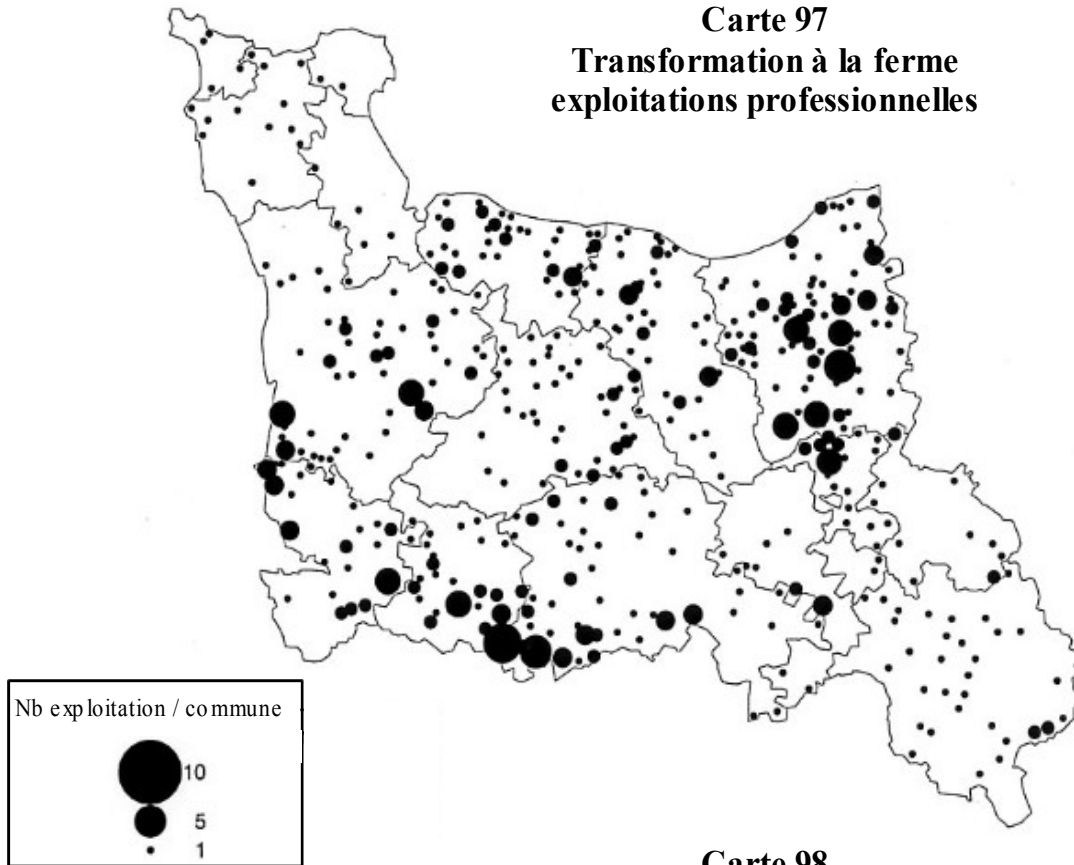 Carte 97
Transformation à la ferme
exploitations professionnelles
Nb exploitation / commune
10
5
1
Carte 98